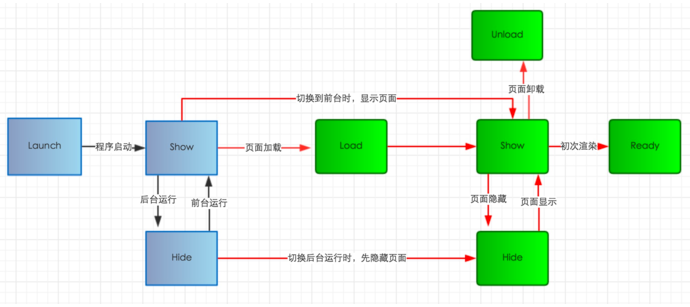 Unload
页面卸载
切换到前台时，显示页面
Launch
程序启动
Show
页面加载
Load
Show
初次渲染
Ready
后台运行
前台运行
页面隐藏
页面显示
Hide
切换后台运行时，先隐藏页面
Hide